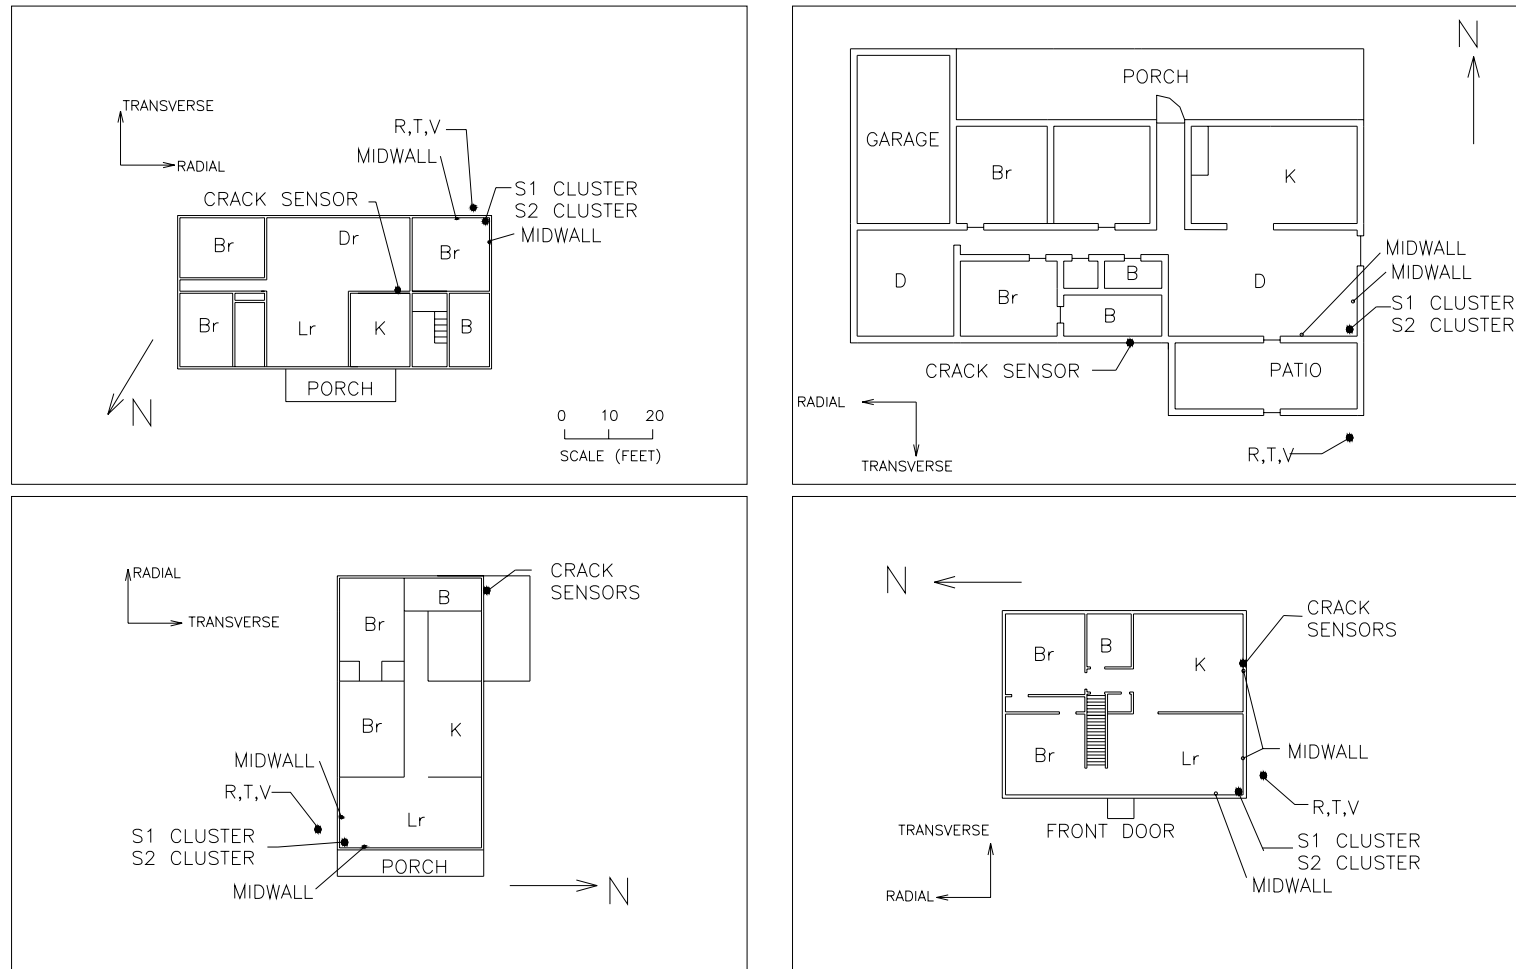 TRANSVERSE
R,T,V
MIDWALL
RADIAL
CRACK SENSOR
S1 CLUSTER
S2 CLUSTER
MIDWALL
Br
Dr
Br
Br
Lr
K
B
PORCH
N
0 10 20
SCALE (FEET)
N
PORCH
GARAGE
Br
K
MIDWALL
MIDWALL
D
Br
B
B
D
S1 CLUSTER
S2 CLUSTER
CRACK SENSOR
PATIO
RADIAL
TRANSVERSE
R,T,V
RADIAL
TRANSVERSE
CRACK
SENSORS
B
Br
Br
K
MIDWALL
R,T,V
Lr
S1 CLUSTER
S2 CLUSTER
PORCH
MIDWALL
N
N
CRACK
SENSORS
Br
B
K
Br
Lr
MIDWALL
R,T,V
TRANSVERSE
FRONT DOOR
S1 CLUSTER
S2 CLUSTER
MIDWALL
RADIAL